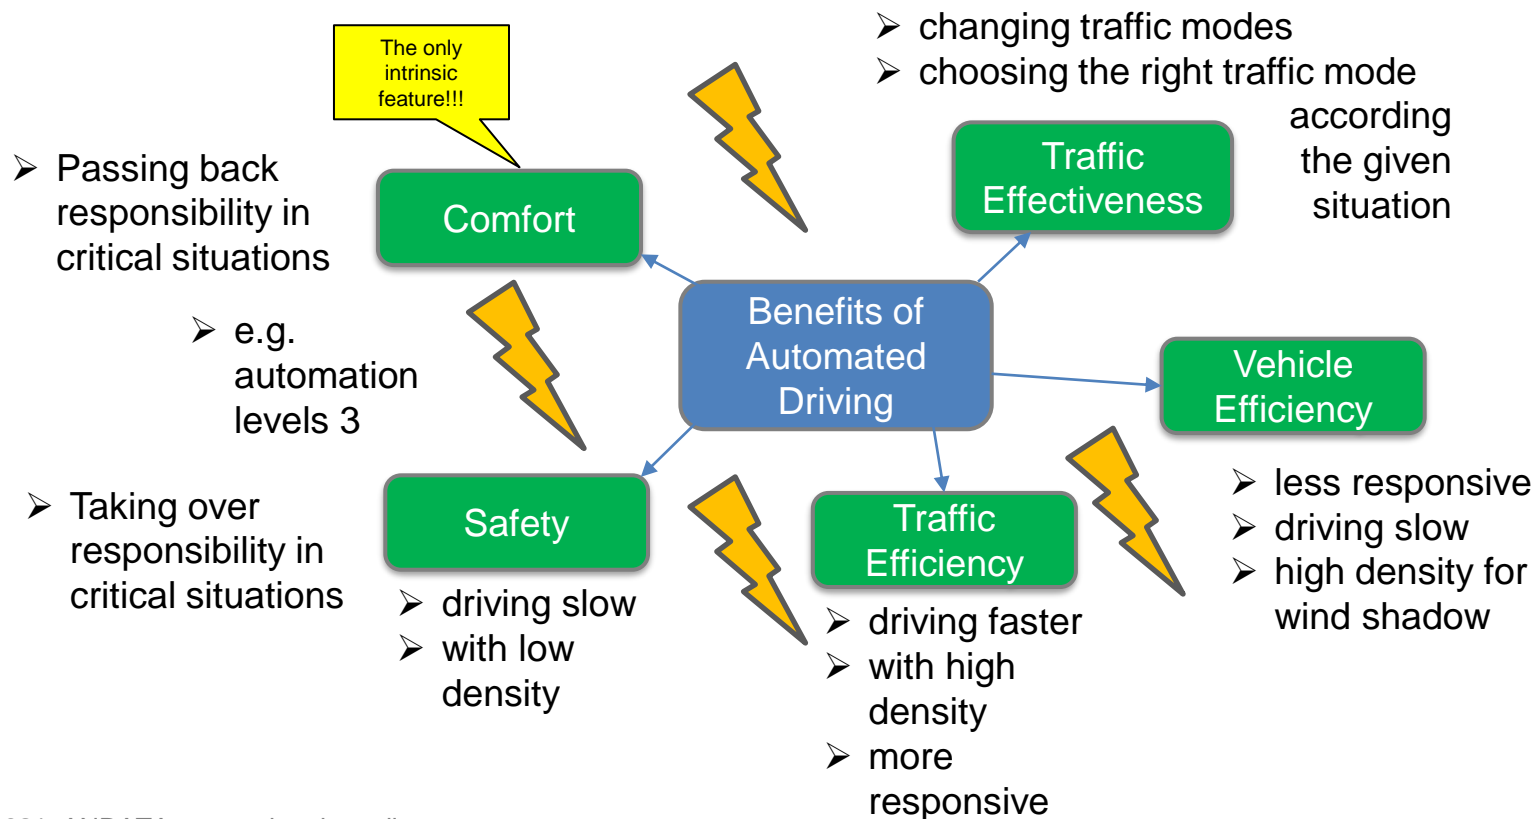 The only
intrinsic
feature!!!
➢ changing traffic modes
➢ choosing the right traffic mode
according
the given
situation
➢ Passing back
responsibility in
critical situations
Comfort
Traffic
Effectiveness
➢ e.g.
automation
levels 3
Benefits of
Automated
Driving
Vehicle
Efficiency
➢ Taking over
responsibility in
critical situations
Safety
➢ driving slow
➢ with low
density
Traffic
Efficiency
➢ driving faster
➢ with high
density
➢ more
responsive
➢ less responsive
➢ driving slow
➢ high density for
wind shadow